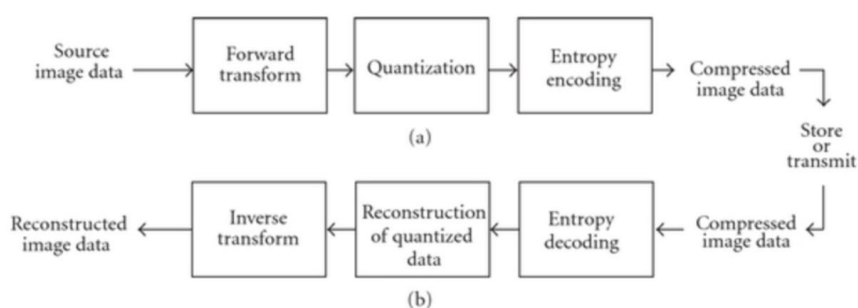 Source
image data
Forward
transform
Quantization
Entropy
encoding
Compressed
image data
(a)
Store
or
transmit
Reconstructed
image data
Inverse
transform
Reconstruction
of quantized
data
Entropy
decoding
Compressed
image data
(b)